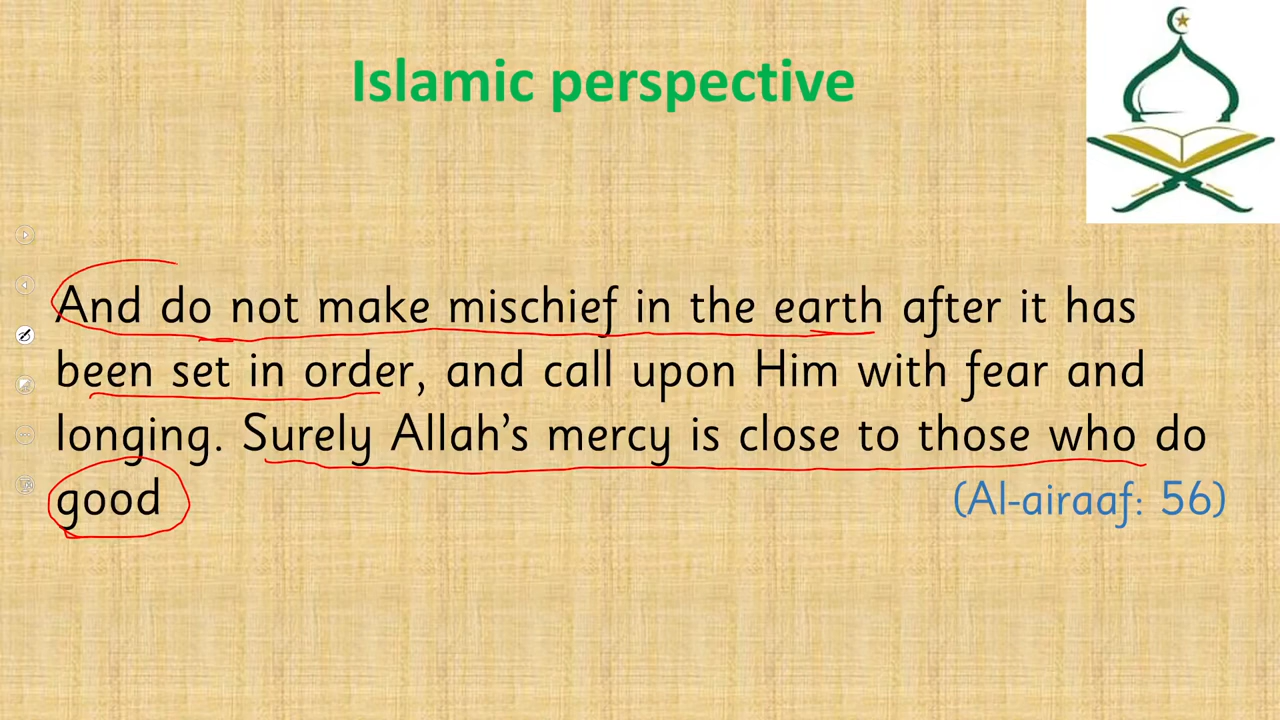 Islamic perspective
And do not make mischief in the earth after it has
been set in order, and call upon Him with fear and
longing. Surely Allah’s mercy is close to those who do
good
(Al-airaaf: 56)